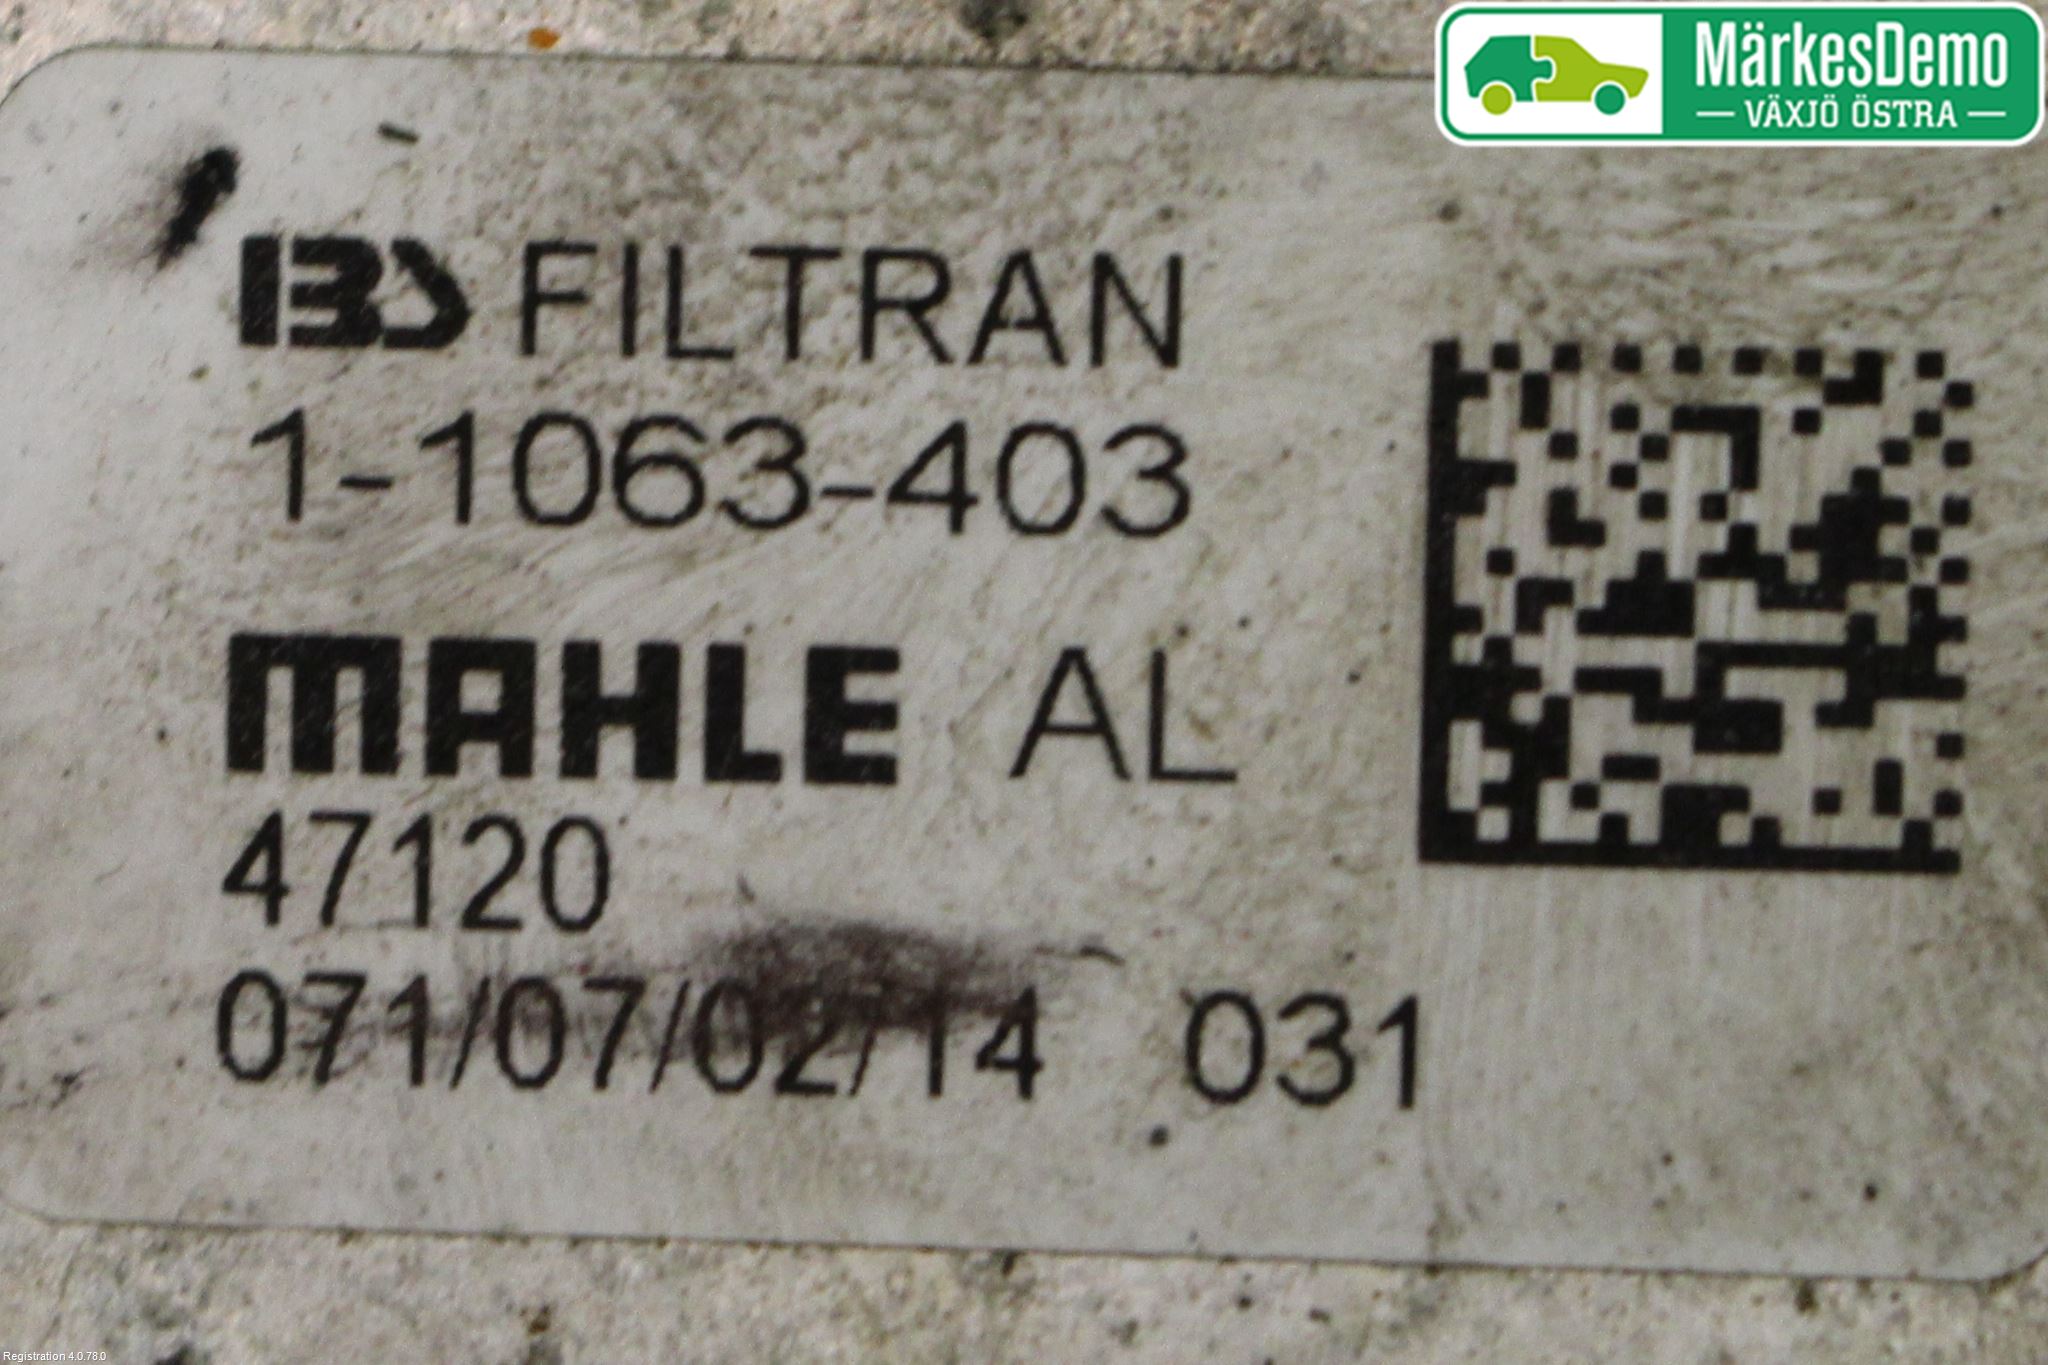 MärkesDemo
VÄXJÖ ÖSTRA
FILTRAN
1-1063-403
MAHLE AL
47120
071/07/02/14 031
Registration 4.0.78.0